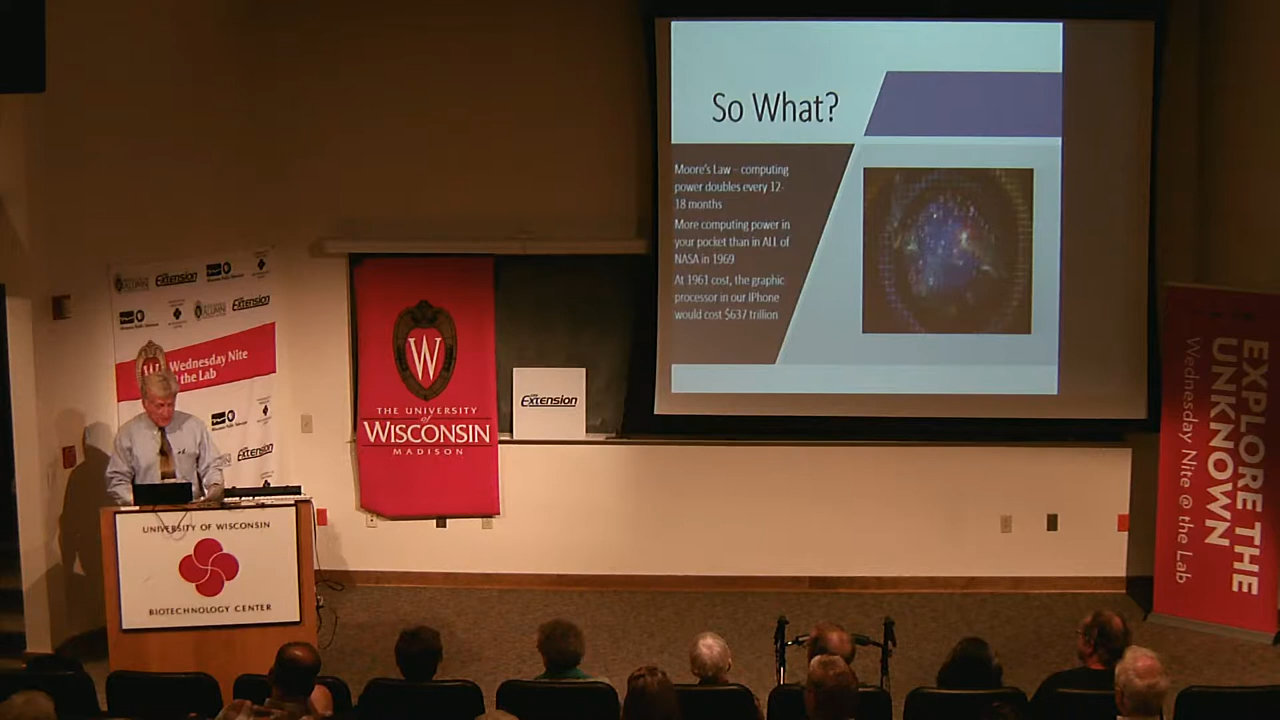 So What?
Moore's Law – computing
power doubles every 12-
18 months
More computing power in
your pocket than in ALL of
NASA in 1969
At 1961 cost, the graphic
processor in our IPhone
would cost $637 trillion
Extension
ALUMNI
Extension
Wednesday Nite
@ the Lab
Extension
W
THE UNIVERSITY
of
WISCONSIN
MADISON
Extension
UNIVERSITY OF WISCONSIN
BIOTECHNOLOGY CENTER
EXPLORE THE
UNKNOWN
Wednesday Nite @ the Lab